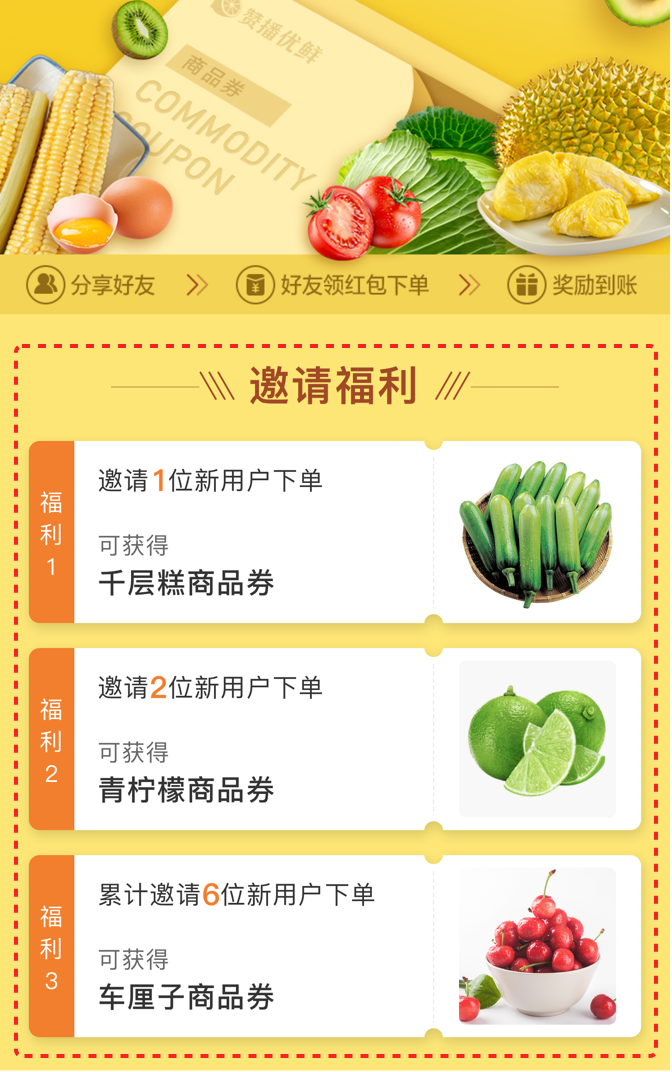 赞播优鲜
商品券
COMMODITY
COUPON
分享好友
好友领红包下单
奖励到账
邀请福利
福利1
邀请1位新用户下单
可获得
千层糕商品券
福利2
邀请2位新用户下单
可获得
青柠檬商品券
福利3
累计邀请6位新用户下单
可获得
车厘子商品券